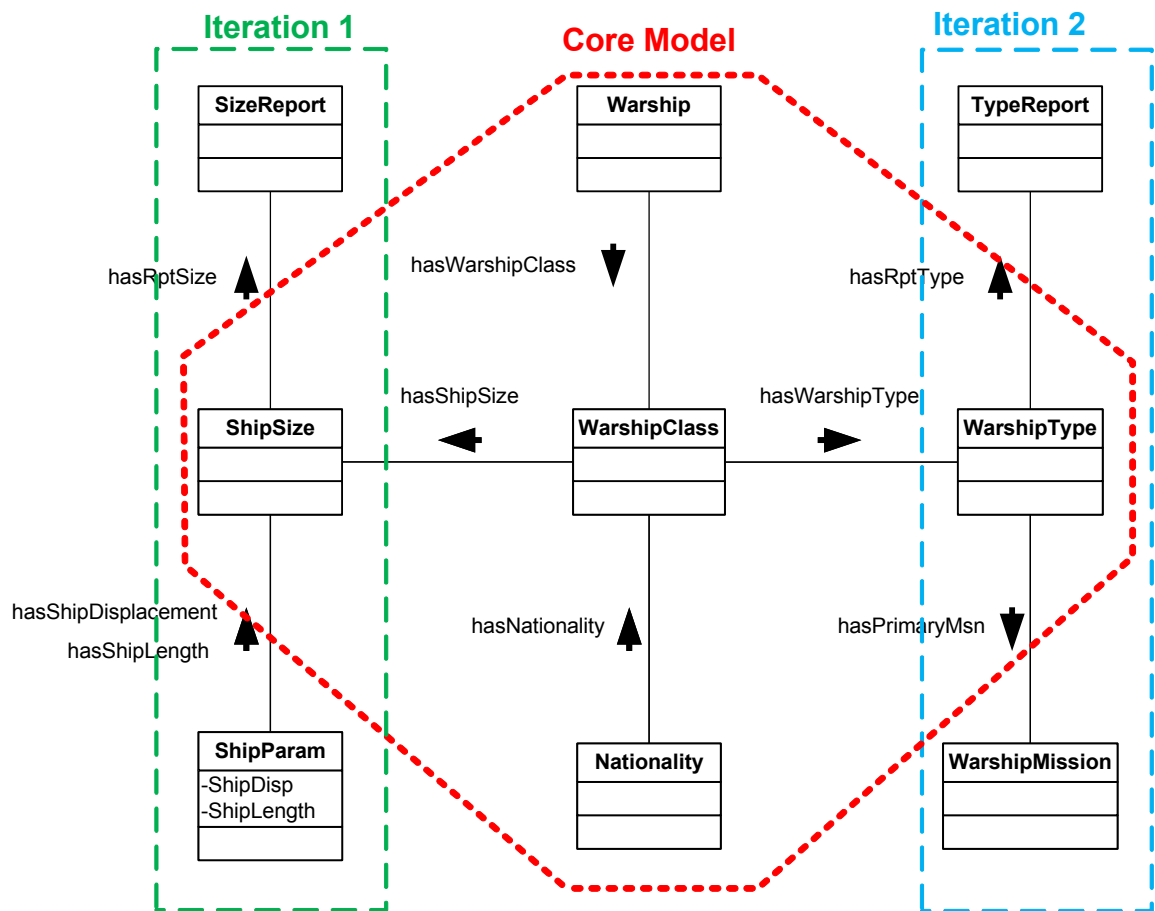 Iteration 1
Core Model
Iteration 2
SizeReport
Warship
TypeReport
hasRptSize
hasWarshipClass
hasRptType
hasShipSize
hasWarshipType
ShipSize
WarshipClass
WarshipType
hasShipDisplacement
hasShipLength
hasNationality
hasPrimaryMsn
ShipParam
-ShipDisp
-ShipLength
Nationality
WarshipMission